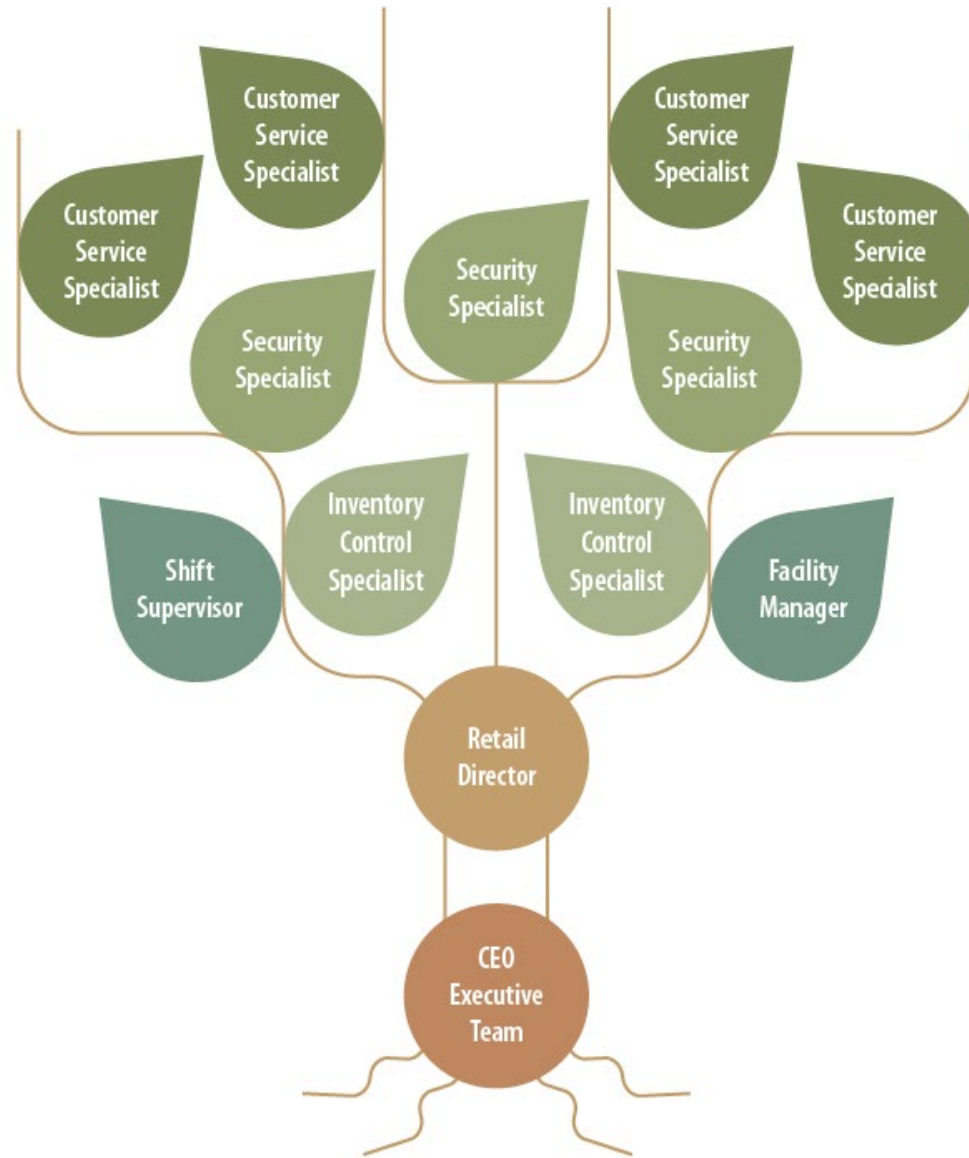 Customer
Service
Specialist
Customer
Service
Specialist
Customer
Service
Specialist
Customer
Service
Specialist
Security
Specialist
Security
Specialist
Security
Specialist
Inventory
Control
Specialist
Inventory
Control
Specialist
Shift
Supervisor
Facility
Manager
Retail
Director
CEO
Executive
Team